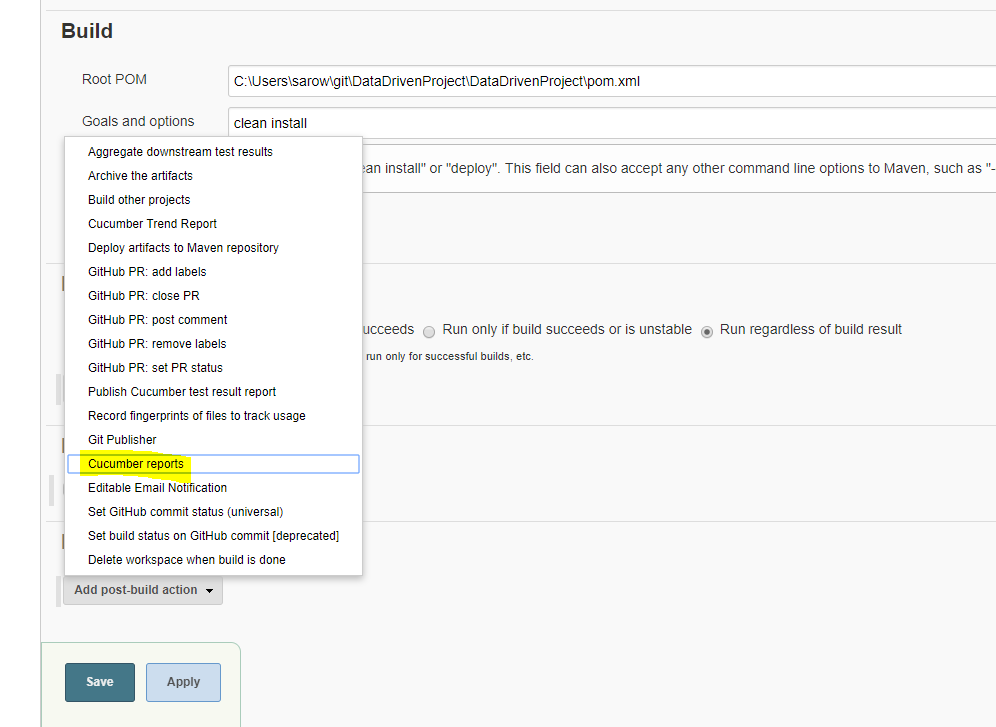 Build
Root POM
C:\Users\sarow\git\DataDrivenProject\DataDrivenProject\pom.xml
Goals and options
clean install
Aggregate downstream test results
ean install" or "deploy". This field can also accept any other command line options to Maven, such as "-
Archive the artifacts
Build other projects
Cucumber Trend Report
Deploy artifacts to Maven repository
GitHub PR: add labels
GitHub PR: close PR
GitHub PR: post comment
ucceeds Run only if build succeeds or is unstable Run regardless of build result
GitHub PR: remove labels
run only for successful builds, etc.
GitHub PR: set PR status
Publish Cucumber test result report
Record fingerprints of files to track usage
Git Publisher
Cucumber reports
Editable Email Notification
Set GitHub commit status (universal)
Set build status on GitHub commit [deprecated]
Delete workspace when build is done
Add post-build action
Save
Apply